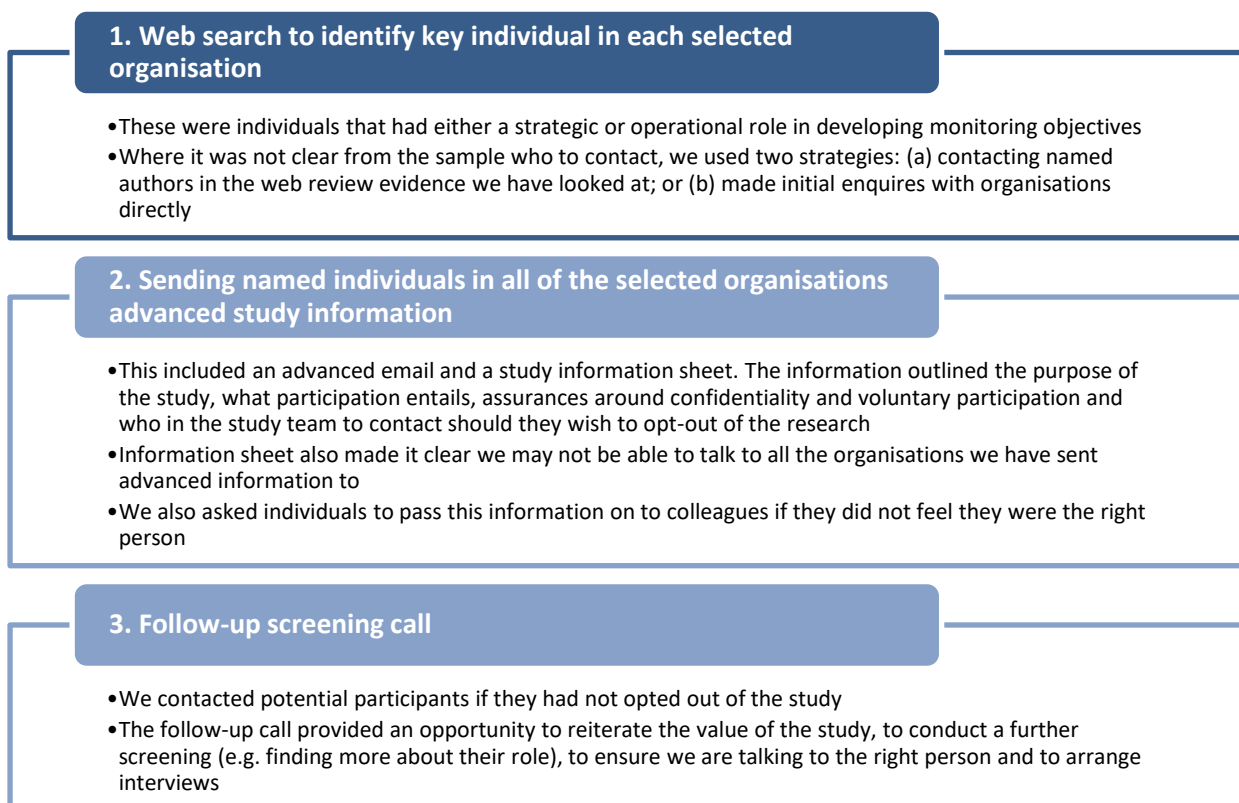 1. Web search to identify key individual in each selected
organisation
•These were individuals that had either a strategic or operational role in developing monitoring objectives
•Where it was not clear from the sample who to contact, we used two strategies: (a) contacting named
authors in the web review evidence we have looked at; or (b) made initial enquires with organisations
directly
2. Sending named individuals in all of the selected organisations
advanced study information
•This included an advanced email and a study information sheet. The information outlined the purpose of
the study, what participation entails, assurances around confidentiality and voluntary participation and
who in the study team to contact should they wish to opt-out of the research
•Information sheet also made it clear we may not be able to talk to all the organisations we have sent
advanced information to
•We also asked individuals to pass this information on to colleagues if they did not feel they were the right
person
3. Follow-up screening call
•We contacted potential participants if they had not opted out of the study
•The follow-up call provided an opportunity to reiterate the value of the study, to conduct a further
screening (e.g. finding more about their role), to ensure we are talking to the right person and to arrange
interviews